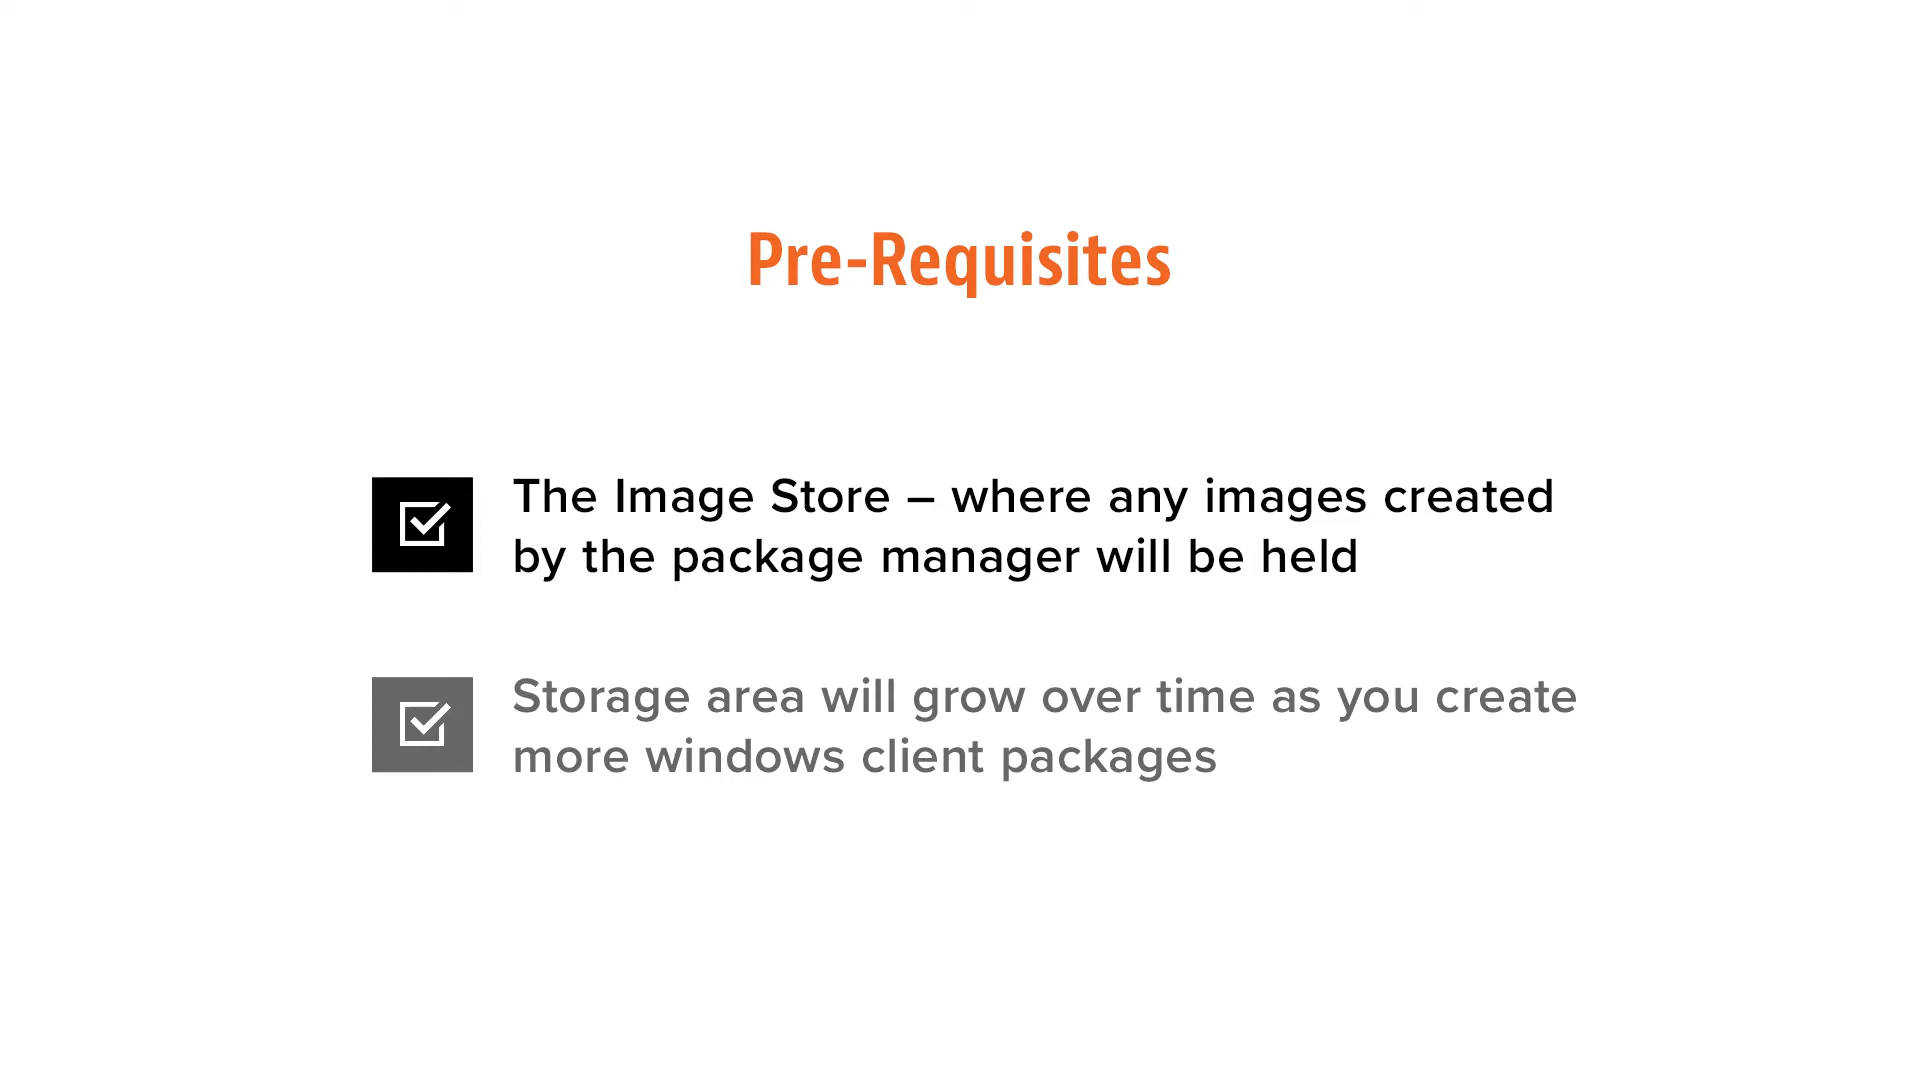 Pre-Requisites
The Image Store – where any images created
by the package manager will be held
Storage area will grow over time as you create
more windows client packages